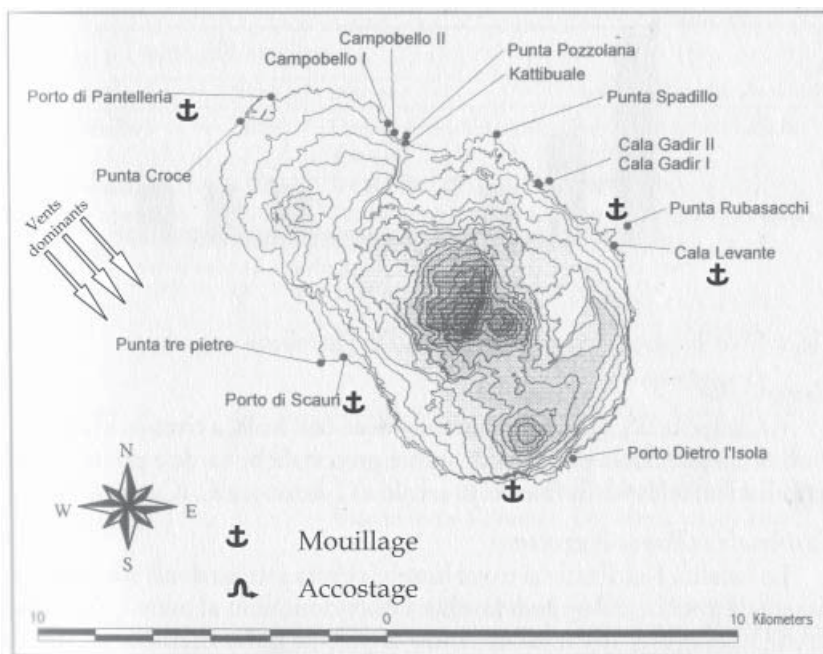 Campobello II
Campobello I
Punta Pozzolana
Kattibuale
Porto di Pantelleria
Punta Spadillo
Cala Gadir II
Cala Gadir I
Punta Croce
Punta Rubasacchi
Vents
dominants
Cala Levante
Punta tre pietre
Porto di Scauri
Porto Dietro l'Isola
N
W
E
S
Mouillage
Accostage
10
0
10 Kilometers